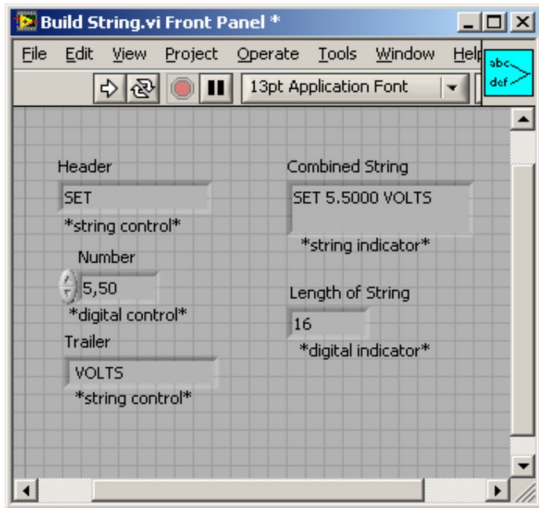 Build String.vi Front Panel *
File Edit View Project Operate Tools Window Help
abc
def
13pt Application Font
Header
SET
*string control*
Number
5,50
*digital control*
Trailer
VOLTS
*string control*
Combined String
SET 5.5000 VOLTS
*string indicator*
Length of String
16
*digital indicator*